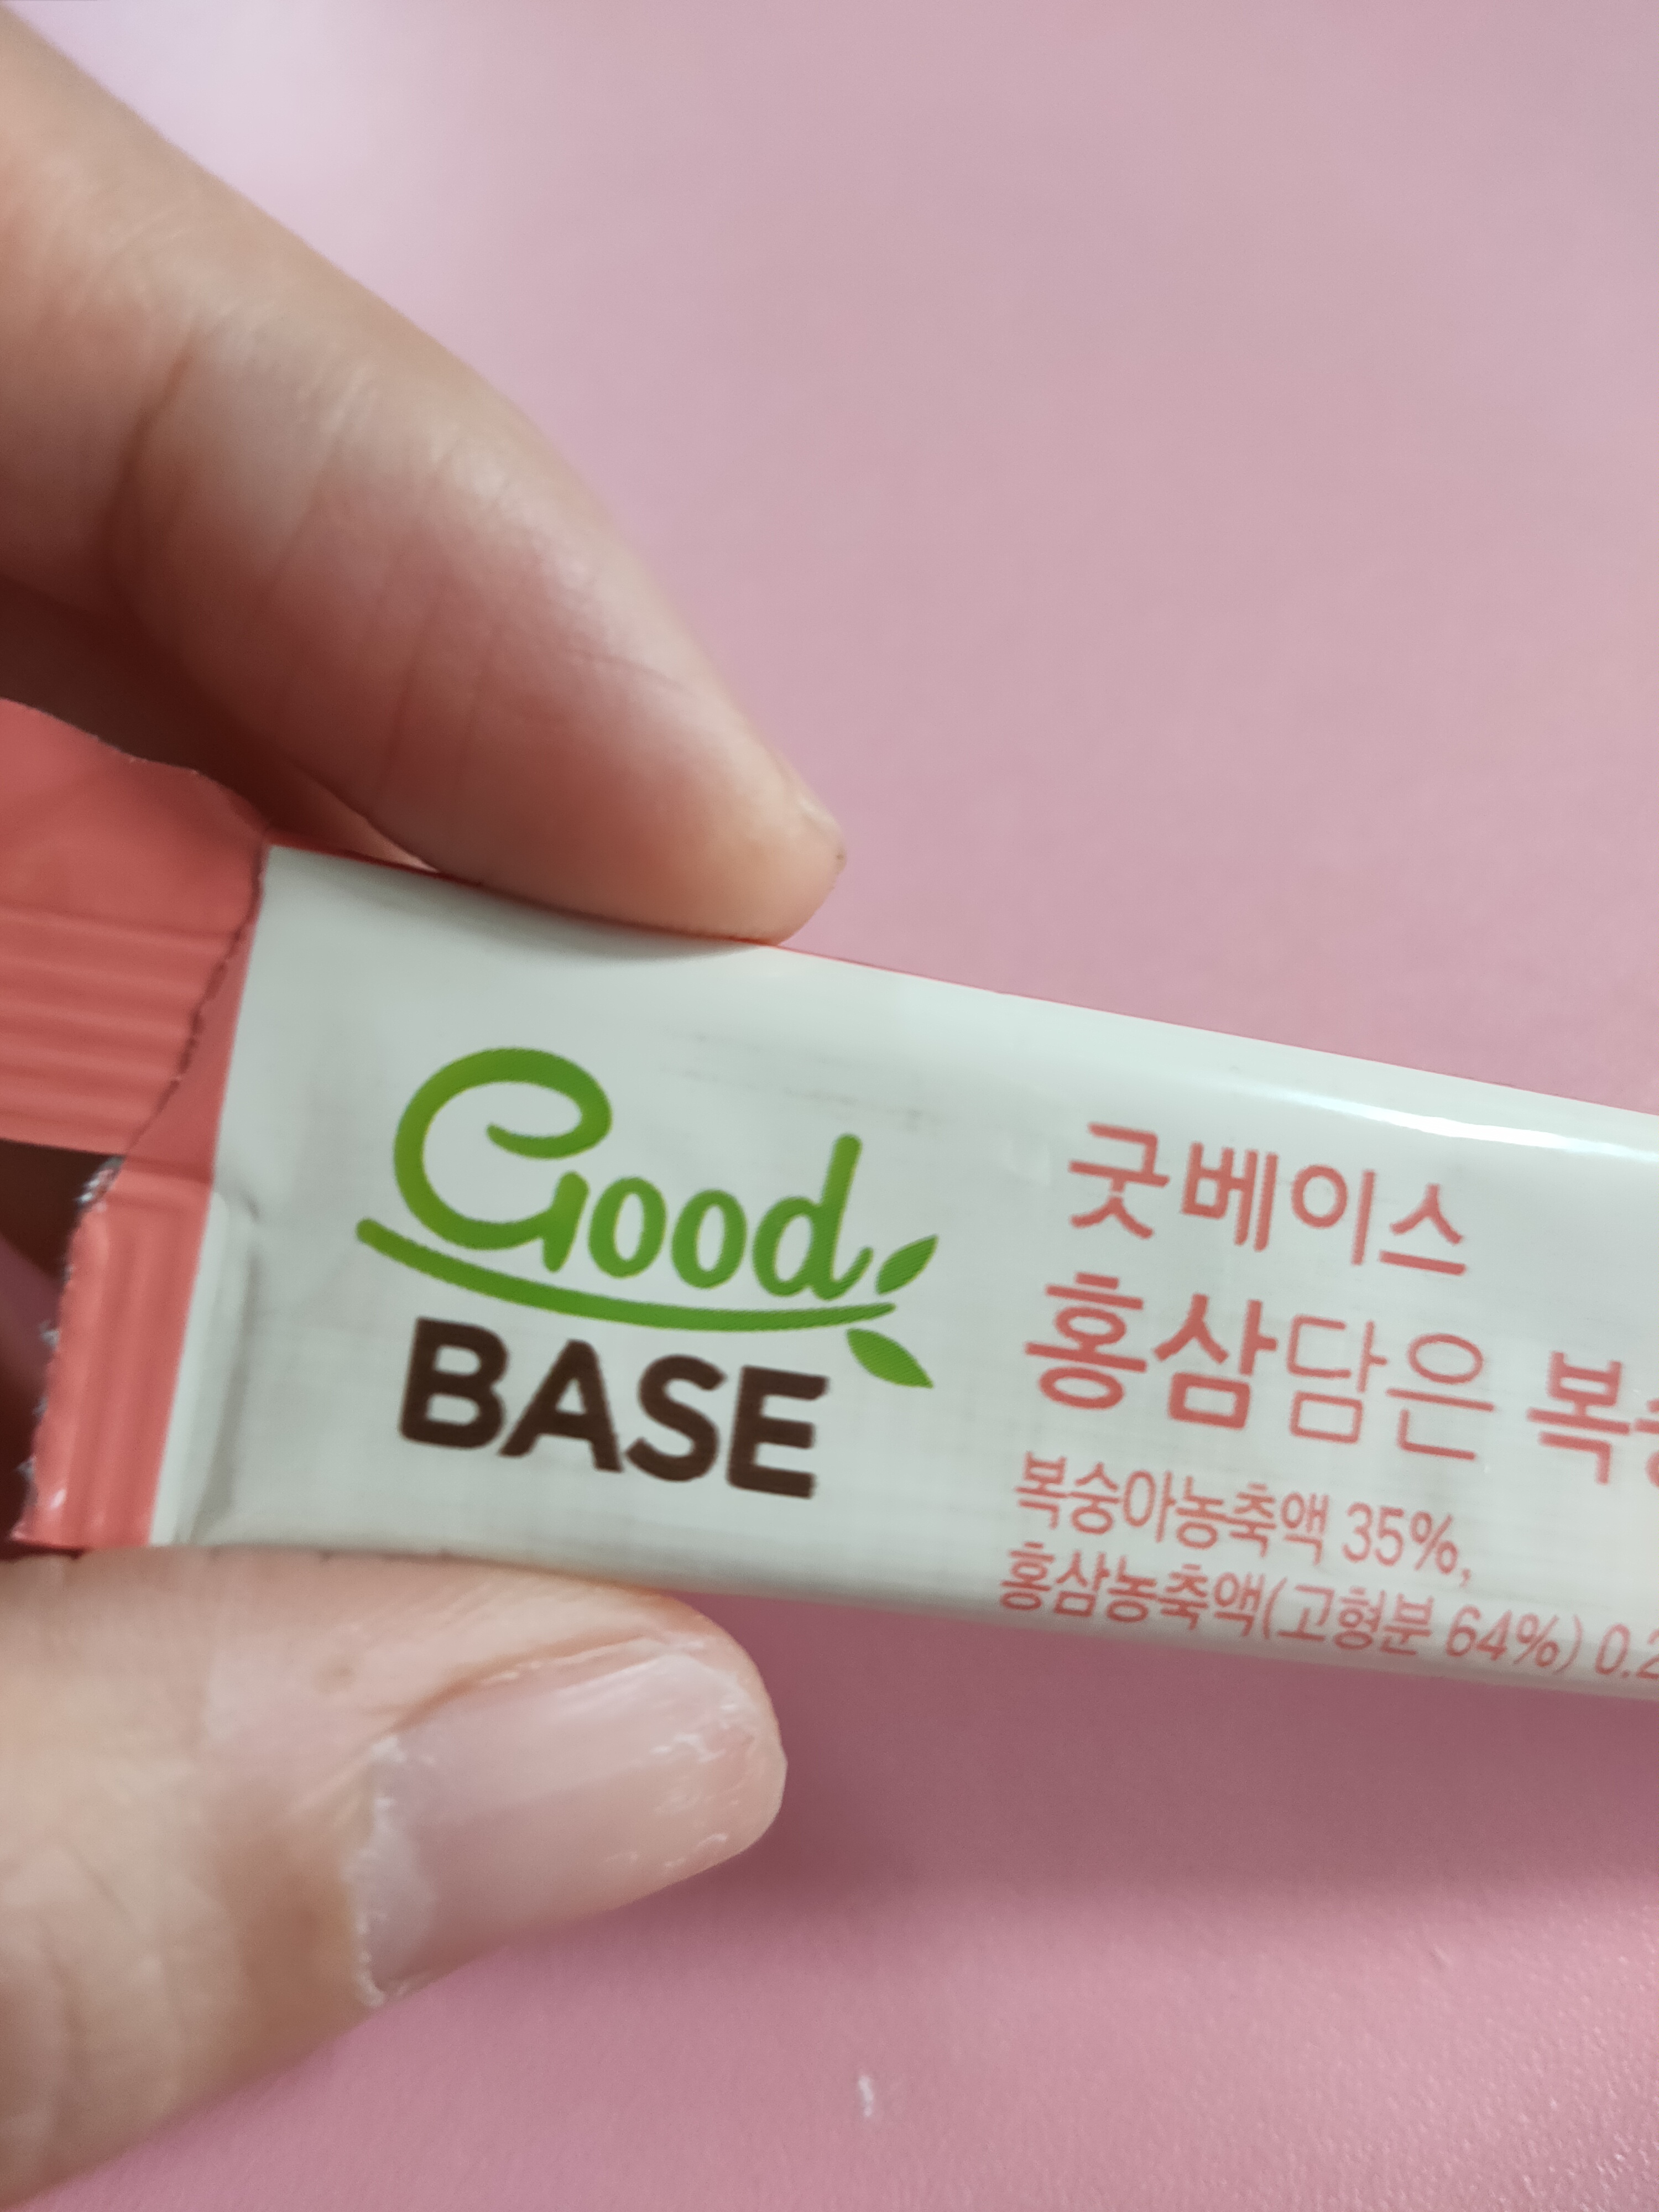 Good
BASE
굿베이스
홍삼담은
복숭아농축액 35%,
홍삼농축액(고형분 64%)